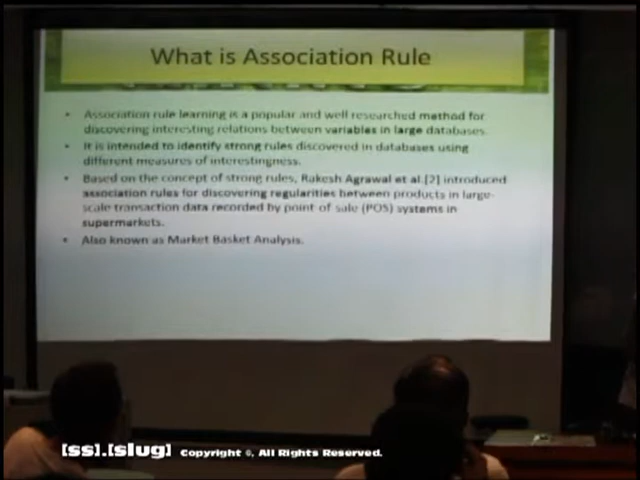 What is Association Rule
• Association rule learning is a popular and well researched method for
discovering interesting relations between variables in large databases.
• It is intended to identify strong rules discovered in databases using
different measures of interestingness.
• Based on the concept of strong rules, Rakesh Agrawal et al.[2] introduced
association rules for discovering regularities between products in large-
scale transaction data recorded by point-of-sale (POS) systems in
supermarkets.
• Also known as Market Basket Analysis.
[ss].[slug] Copyright ©, All Rights Reserved.